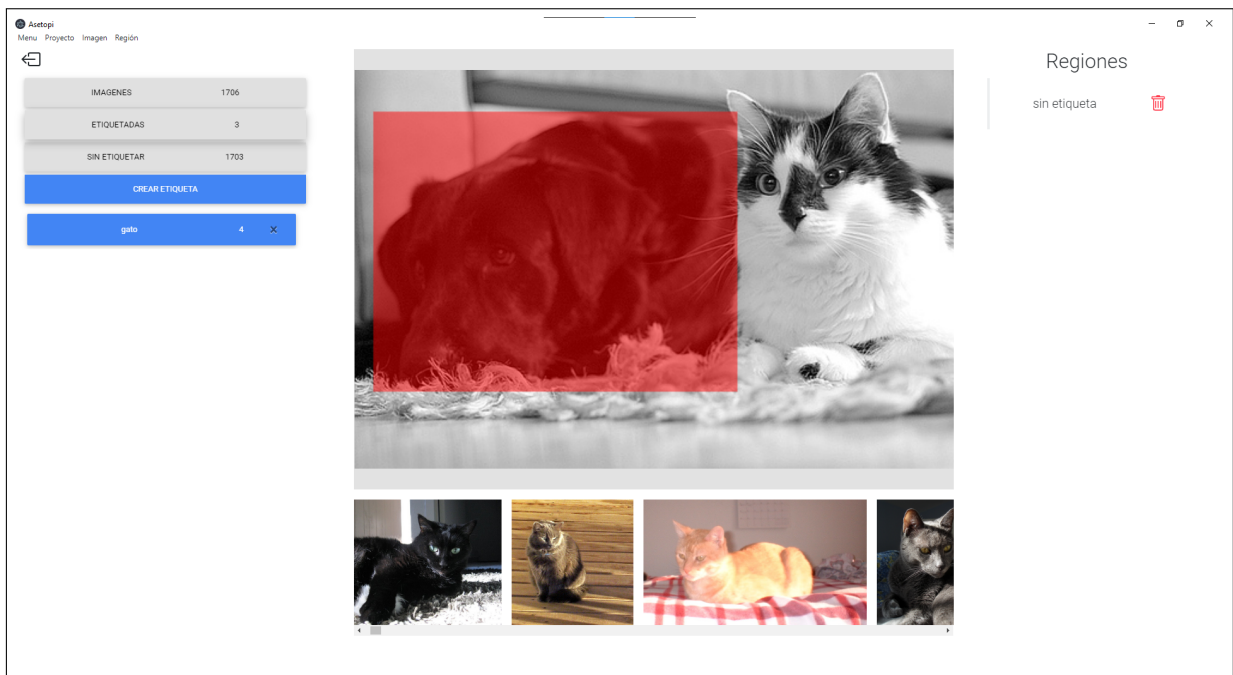 Asetopi
Menu Proyecto Imagen Región
IMAGENES 1706
ETIQUETADAS 3
SIN ETIQUETAR 1703
CREAR ETIQUETA
gato 4 ×
Regiones
sin etiqueta